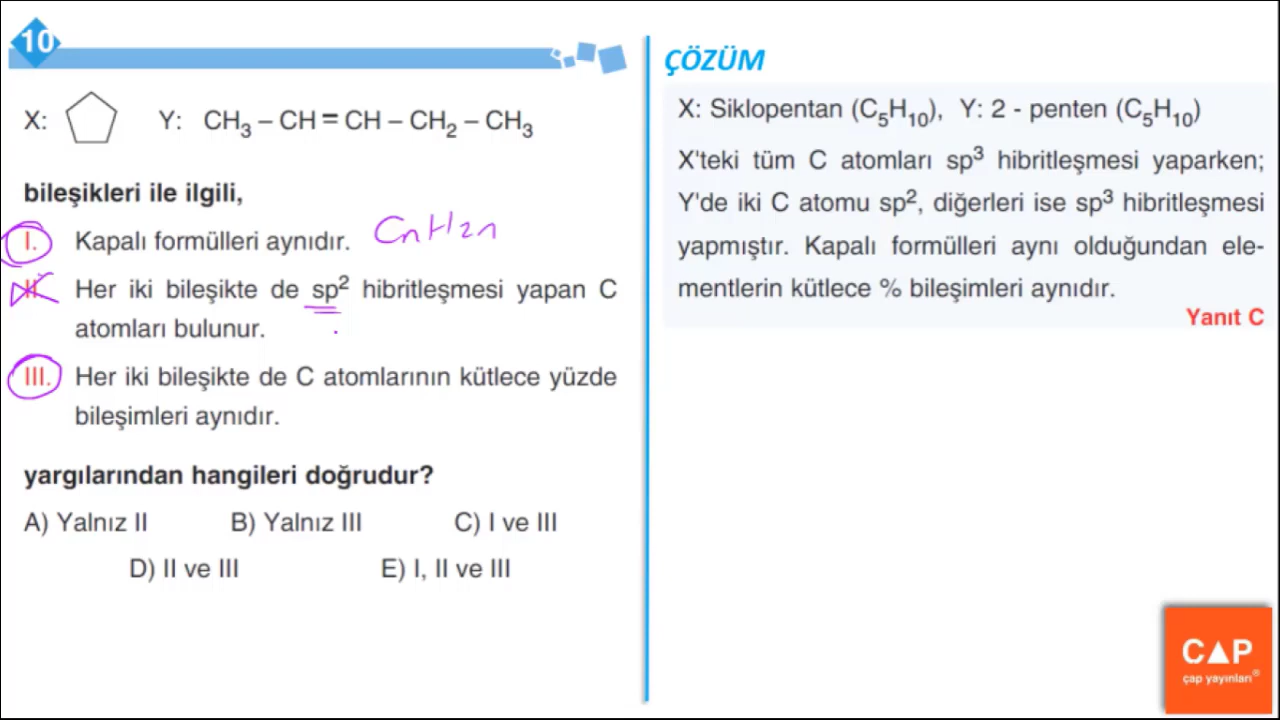 10
X:
Y: CH₃ – CH = CH – CH₂ – CH₃
bileşikleri ile ilgili,
I. Kapalı formülleri aynıdır. CnH2n
II. Her iki bileşikte de sp² hibritleşmesi yapan C
atomları bulunur.
III. Her iki bileşikte de C atomlarının kütlece yüzde
bileşimleri aynıdır.
yargılarından hangileri doğrudur?
A) Yalnız II B) Yalnız III C) I ve III
D) II ve III E) I, II ve III
ÇÖZÜM
X: Siklopentan (C₅H₁₀), Y: 2 - penten (C₅H₁₀)
X'teki tüm C atomları sp³ hibritleşmesi yaparken;
Y'de iki C atomu sp², diğerleri ise sp³ hibritleşmesi
yapmıştır. Kapalı formülleri aynı olduğundan ele-
mentlerin kütlece % bileşimleri aynıdır.
Yanıt C
CAP
çap yayınları®